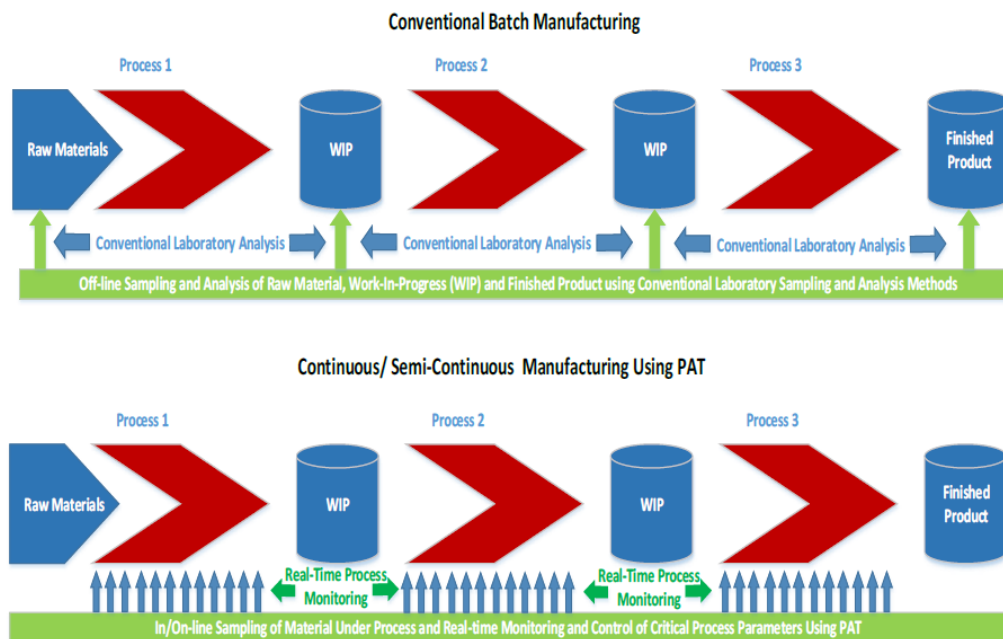 Conventional Batch Manufacturing
Process 1
Process 2
Process 3
Raw Materials
WIP
WIP
Finished
Product
Conventional Laboratory Analysis
Conventional Laboratory Analysis
Conventional Laboratory Analysis
Off-line Sampling and Analysis of Raw Material, Work-In-Progress (WIP) and Finished Product using Conventional Laboratory Sampling and Analysis Methods
Continuous/ Semi-Continuous Manufacturing Using PAT
Process 1
Process 2
Process 3
Raw Materials
WIP
WIP
Finished
Product
Real-Time Process
Monitoring
Real-Time Process
Monitoring
In/On-line Sampling of Material Under Process and Real-time Monitoring and Control of Critical Process Parameters Using PAT